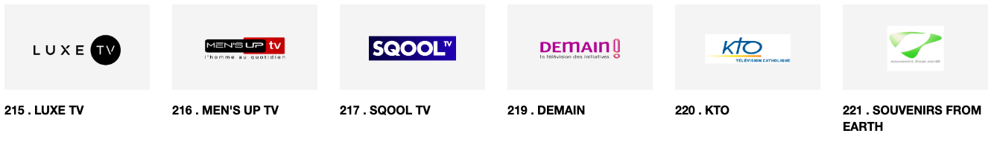 LUXE TV
MEN'S UP tv
l'homme au quotidien
SQOOL TV
DEMAIN!
la télévision des initiatives
KTO
TÉLÉVISION CATHOLIQUE
souvenirs from earth
215 . LUXE TV
216 . MEN'S UP TV
217 . SQOOL TV
219 . DEMAIN
220 . KTO
221 . SOUVENIRS FROM
EARTH